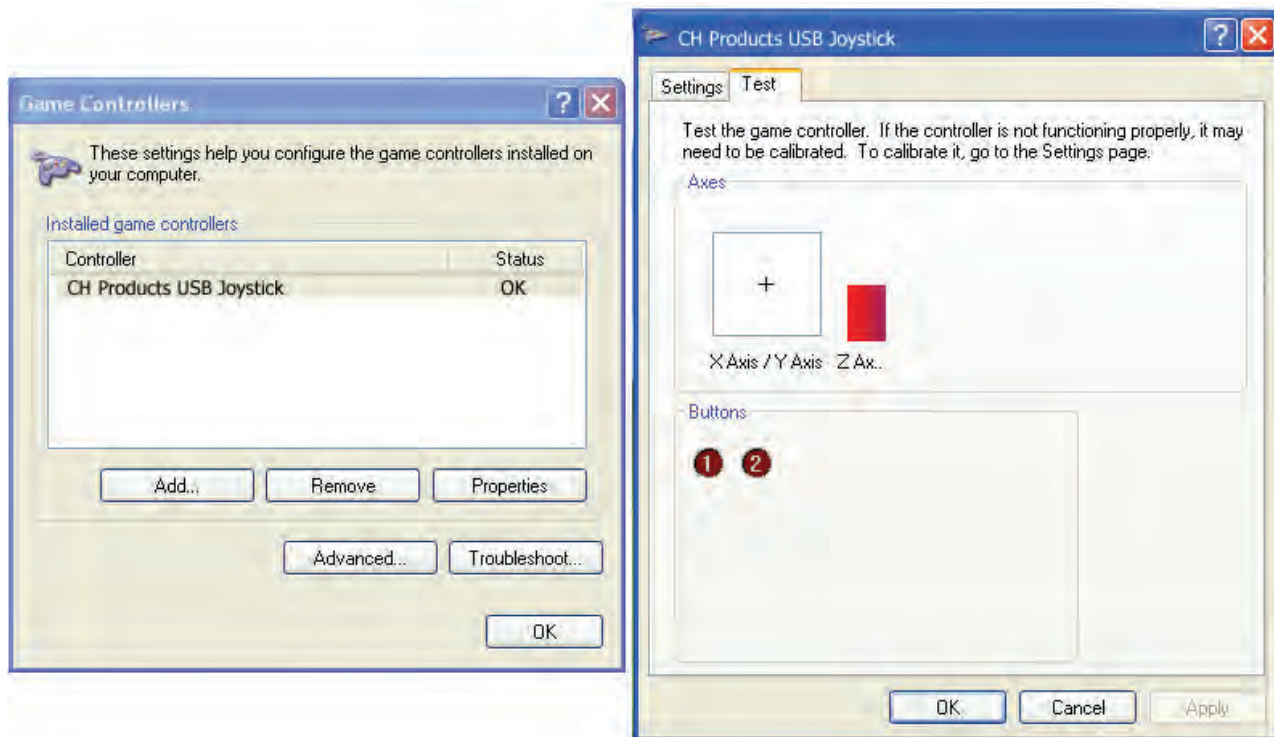 Game Controllers
These settings help you configure the game controllers installed on
your computer.
Installed game controllers
Controller Status
CH Products USB Joystick OK
Add... Remove Properties
Advanced... Troubleshoot...
OK
CH Products USB Joystick
Settings Test
Test the game controller. If the controller is not functioning properly, it may
need to be calibrated. To calibrate it, go to the Settings page.
Axes
+
X Axis / Y Axis Z Ax..
Buttons
1 2
OK Cancel Apply